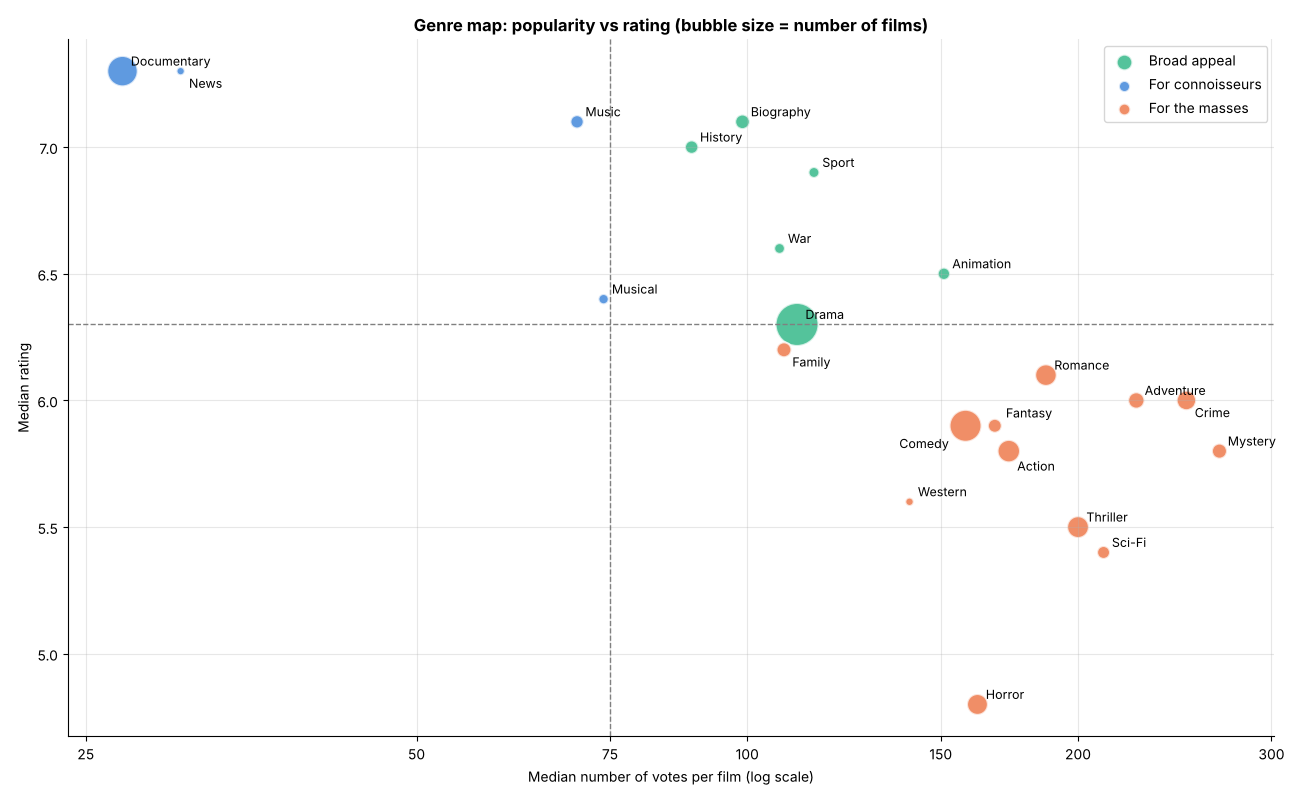 Genre map: popularity vs rating (bubble size = number of films)
Broad appeal
For connoisseurs
For the masses
Documentary
News
Music
Biography
History
Sport
War
Animation
Musical
Drama
Family
Romance
Adventure
Crime
Fantasy
Comedy
Action
Mystery
Western
Thriller
Sci-Fi
Horror
Median rating
7.0
6.5
6.0
5.5
5.0
25
50
75
100
150
200
300
Median number of votes per film (log scale)